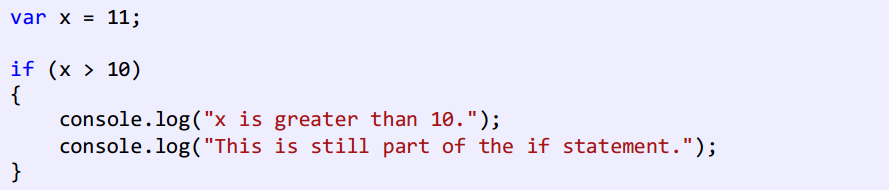 var x = 11;
if (x > 10)
{
console.log("x is greater than 10.");
console.log("This is still part of the if statement.");
}